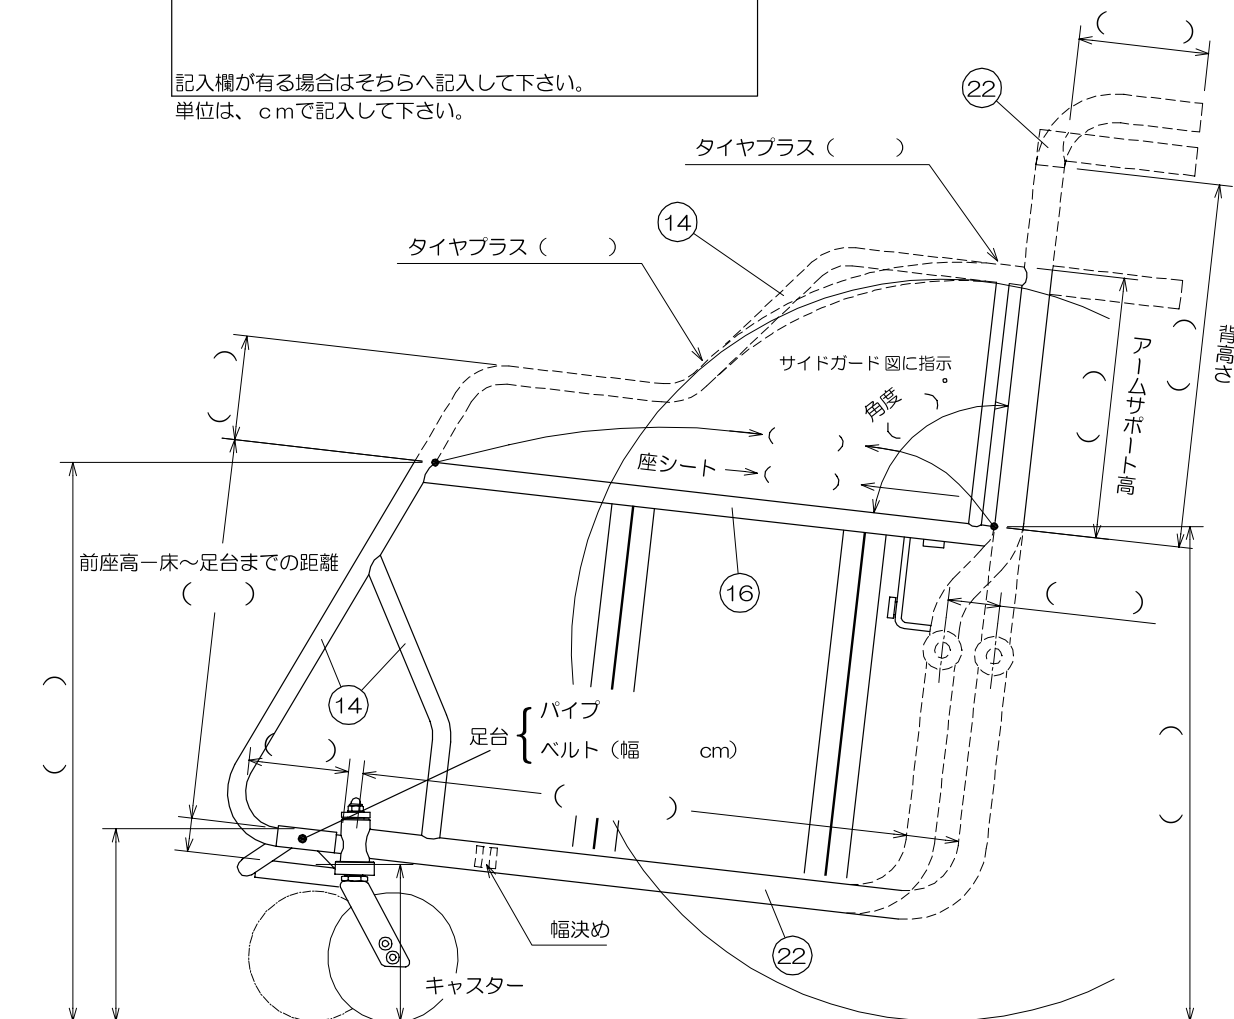 記入欄が有る場合はそちらへ記入して下さい。
単位は、ｃｍで記入して下さい。
（　　　）
22
タイヤプラス（　　　）
14
タイヤプラス（　　　）
サイドガード 図に指示
角度
（　　）°
背高さ
（　　）
アームサポート高
（　　）
（　　）
（　　　）
座シート→（　　　）
前座高ー床～足台までの距離
（　　）
16
（　　　）
14
（　　）
（　　）
足台｛パイプ
ベルト（幅　　　cm）
（　　）
（　　　　）
（　　）
幅決め
22
キャスター